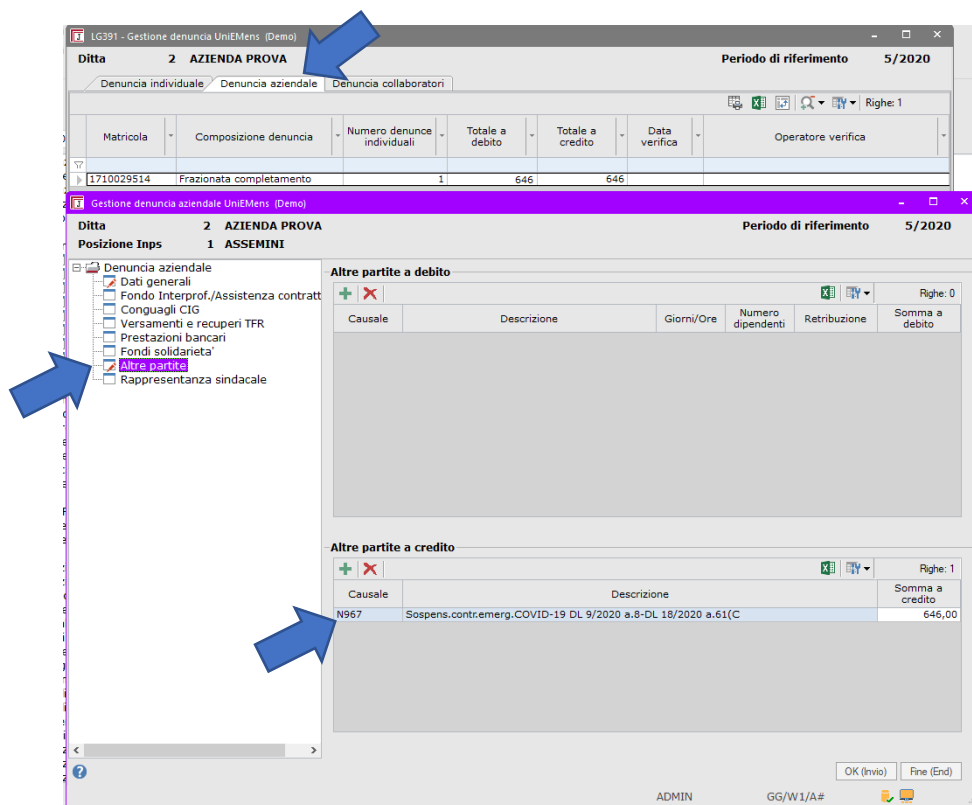 LG391 - Gestione denuncia UniEMens (Demo)
Ditta 2 AZIENDA PROVA Periodo di riferimento 5/2020
Denuncia individuale Denuncia aziendale Denuncia collaboratori
Righe: 1
Matricola Composizione denuncia Numero denunce individuali Totale a debito Totale a credito Data verifica Operatore verifica
1710029514 Frazionata completamento 1 646 646
Gestione denuncia aziendale UniEMens (Demo)
Ditta 2 AZIENDA PROVA Periodo di riferimento 5/2020
Posizione Inps 1 ASSEMINI
Denuncia aziendale
Dati generali
Fondo Interprof./Assistenza contratt
Conguagli CIG
Versamenti e recuperi TFR
Prestazioni bancari
Fondi solidarieta'
Altre partite
Rappresentanza sindacale
Altre partite a debito
Righe: 0
Causale Descrizione Giorni/Ore Numero dipendenti Retribuzione Somma a debito
Altre partite a credito
Righe: 1
Causale Descrizione Somma a credito
N967 Sospens.contr.emerg.COVID-19 DL 9/2020 a.8-DL 18/2020 a.61(C 646,00
OK (Invio) Fine (End)
ADMIN GG/W1/A#